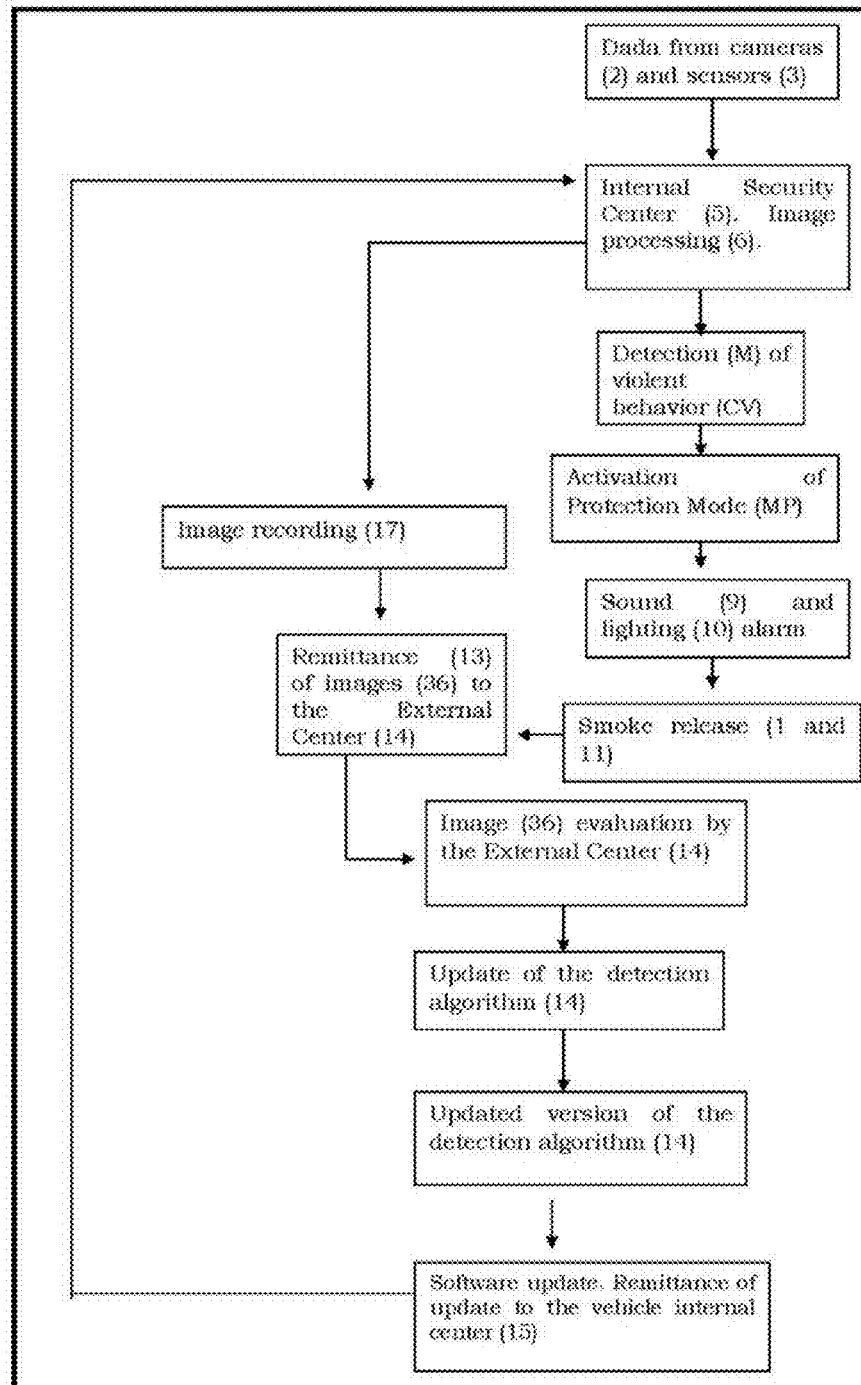 Dada from cameras
(2) and sensors (3)
Internal Security
Center (5). Image
processing (6).
Detection (M) of
violent
behavior (CV)
Activation of
Protection Mode (MP)
Image recording (17)
Sound (9) and
lighting (10) alarm
Remittance (13)
of images (36) to
the External
Center (14)
Smoke release (1 and
11)
Image (36) evaluation by
the External Center (14)
Update of the detection
algorithm (14)
Updated version of the
detection algorithm (14)
Software update. Remittance of
update to the vehicle internal
center (15)